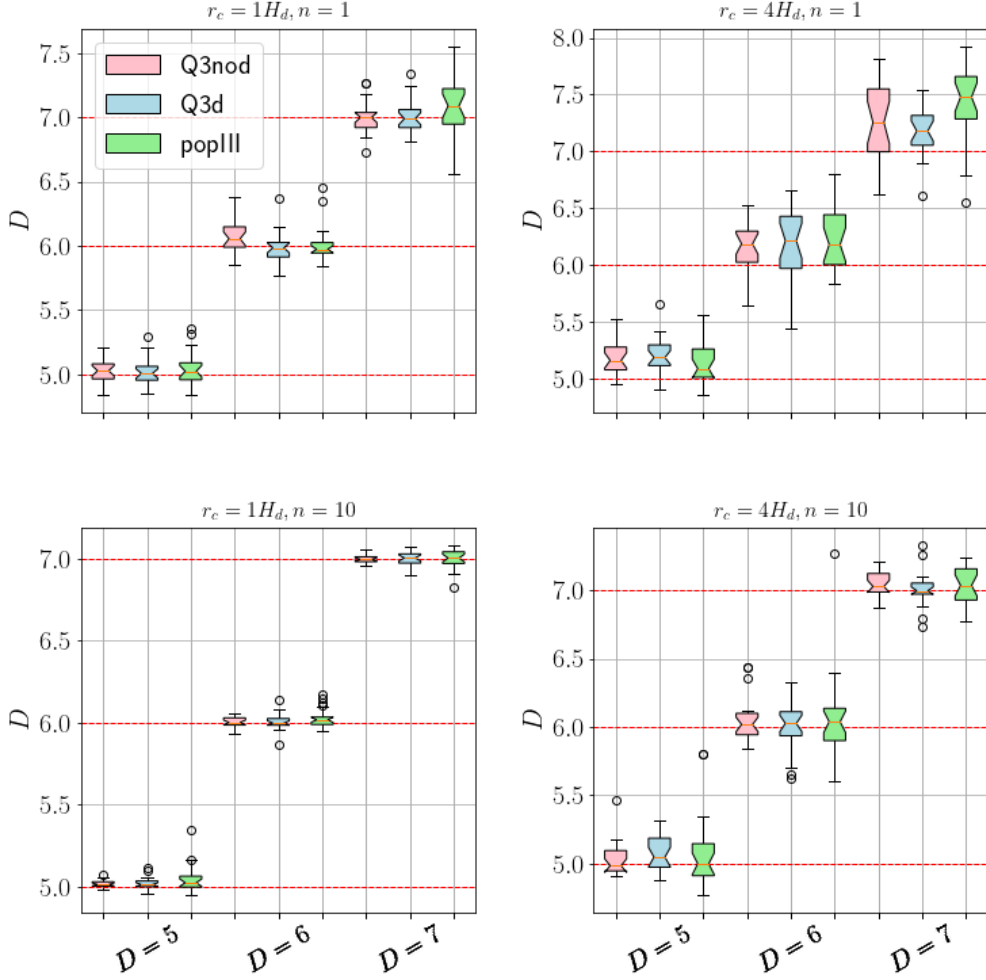 r_c = 1H_d, n = 1
7.5
7.0
6.5
6.0
5.5
5.0
D
Q3nod
Q3d
popIII
r_c = 4H_d, n = 1
8.0
7.5
7.0
6.5
6.0
5.5
5.0
D
r_c = 1H_d, n = 10
7.0
6.5
6.0
5.5
5.0
D
D = 5
D = 6
D = 7
r_c = 4H_d, n = 10
7.0
6.5
6.0
5.5
5.0
D
D = 5
D = 6
D = 7